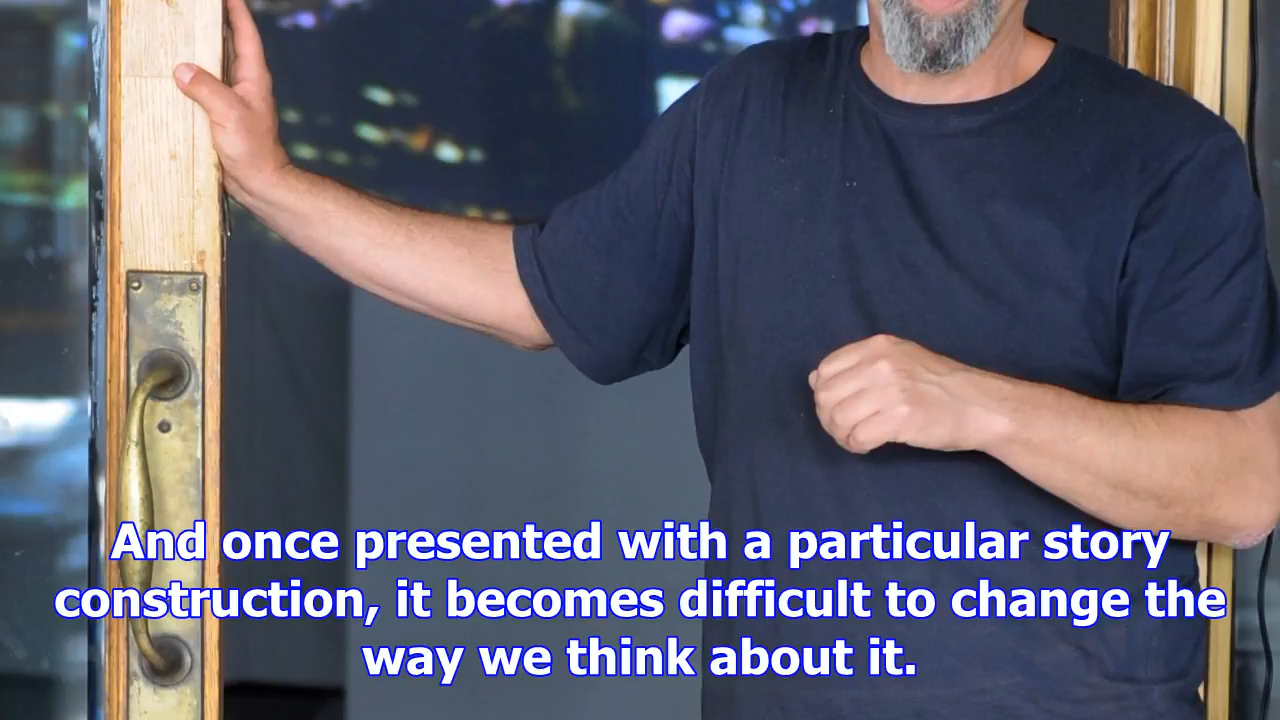 And once presented with a particular story
construction, it becomes difficult to change the
way we think about it.